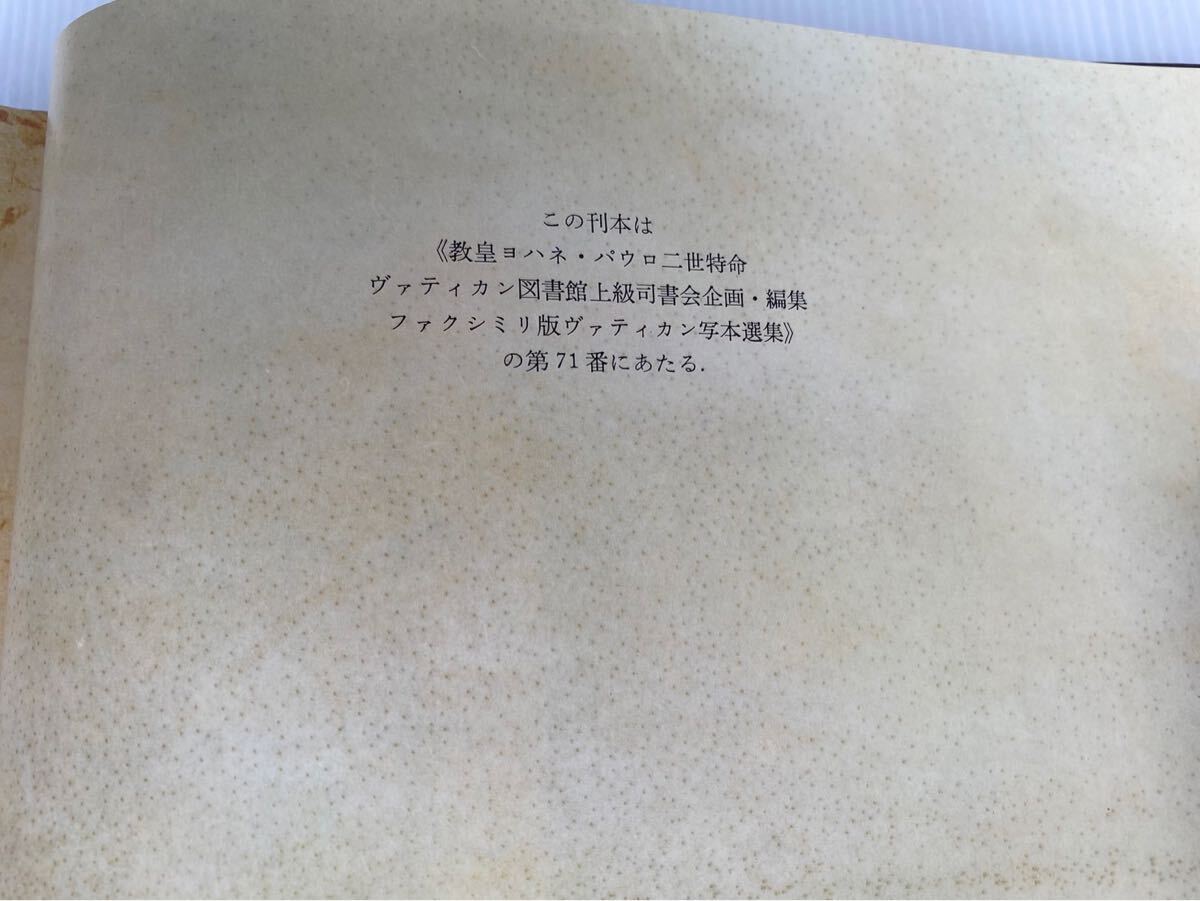 この刊本は
《教皇ヨハネ・パウロ二世特命
ヴァティカン図書館上級司書会企画・編集
ファクシミリ版ヴァティカン写本選集》
の第71番にあたる.